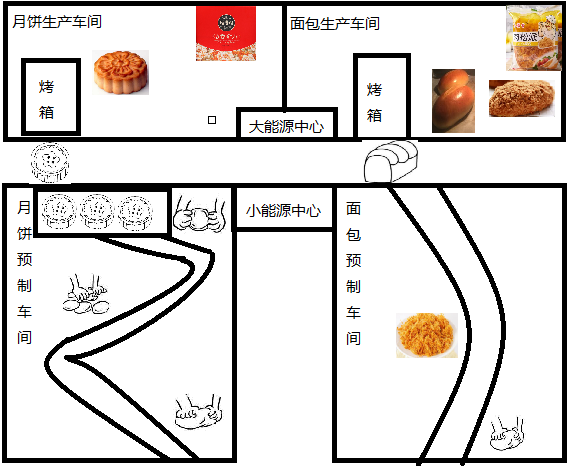 月饼生产车间
面包生产车间
烤箱
烤箱
大能源中心
小能源中心
月饼预制车间
面包预制车间